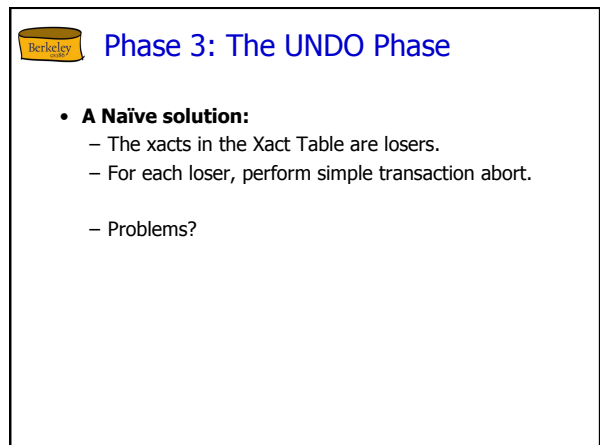 Berkeley
cs186
Phase 3: The UNDO Phase
• A Naïve solution:
– The xacts in the Xact Table are losers.
– For each loser, perform simple transaction abort.
– Problems?